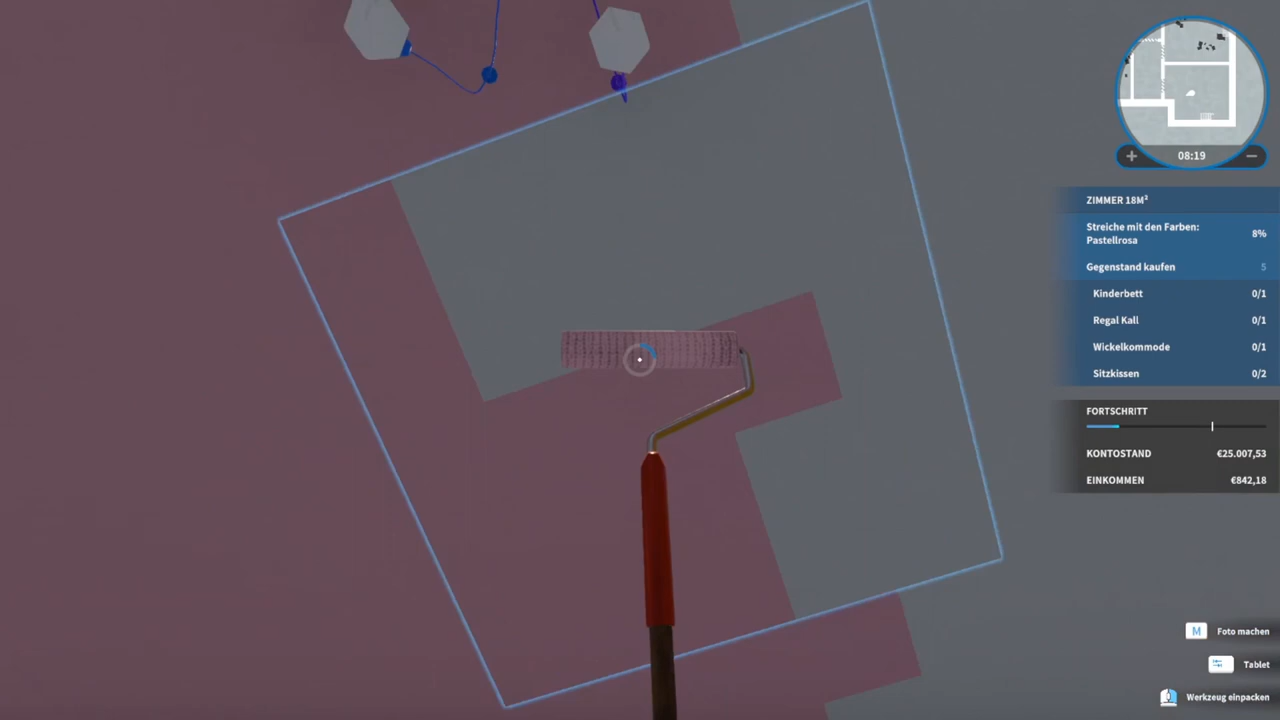 08:19
ZIMMER 18M²
Streiche mit den Farben: 8%
Pastellrosa
Gegenstand kaufen 5
Kinderbett 0/1
Regal Kall 0/1
Wickelkommode 0/1
Sitzkissen 0/2
FORTSCHRITT
KONTOSTAND €25.007,53
EINKOMMEN €842,18
M Foto machen
Tablet
Werkzeug einpacken